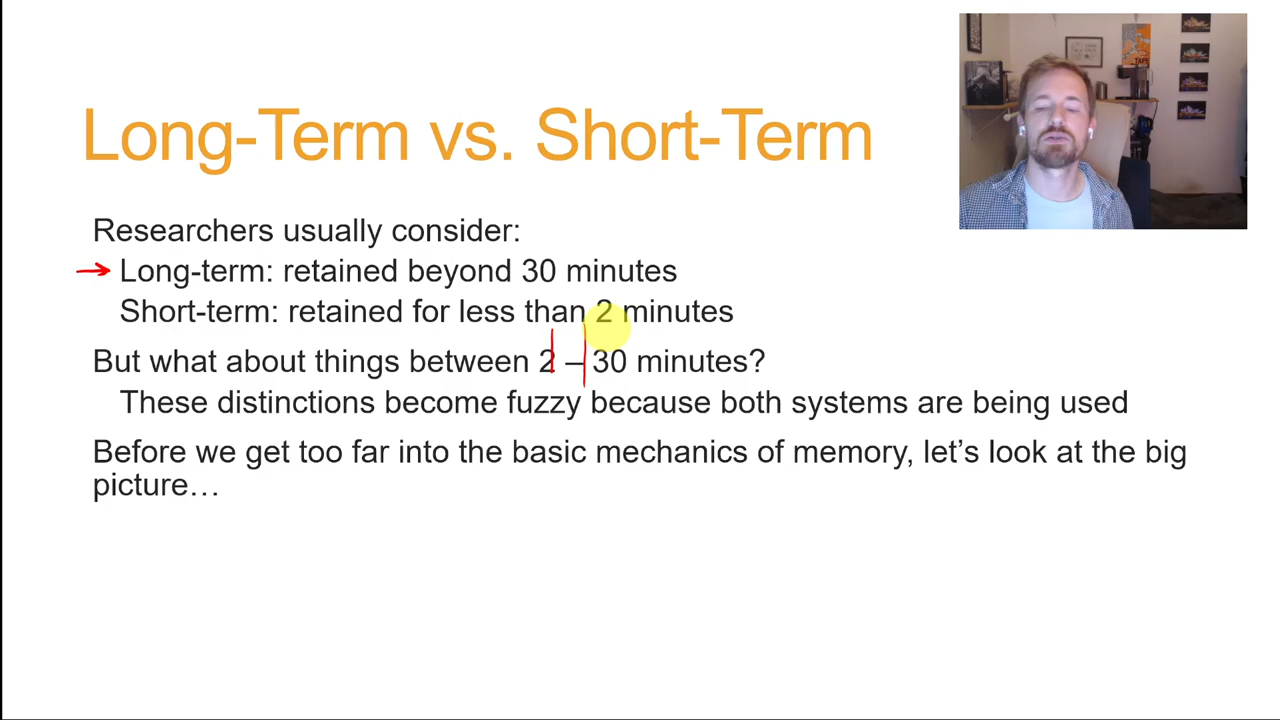 Long-Term vs. Short-Term
Researchers usually consider:
Long-term: retained beyond 30 minutes
Short-term: retained for less than 2 minutes
But what about things between 2 – 30 minutes?
These distinctions become fuzzy because both systems are being used
Before we get too far into the basic mechanics of memory, let’s look at the big
picture…
TAPE